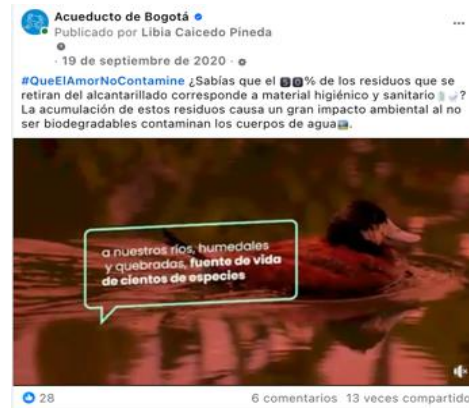 Acueducto de Bogotá
Publicado por Libia Caicedo Pineda
· 19 de septiembre de 2020 ·
#QueElAmorNoContamine ¿Sabías que el % de los residuos que se
retiran del alcantarillado corresponde a material higiénico y sanitario ?
La acumulación de estos residuos causa un gran impacto ambiental al no
ser biodegradables contaminan los cuerpos de agua.
a nuestros ríos, humedales
y quebradas, fuente de vida
de cientos de especies
28
6 comentarios 13 veces compartido